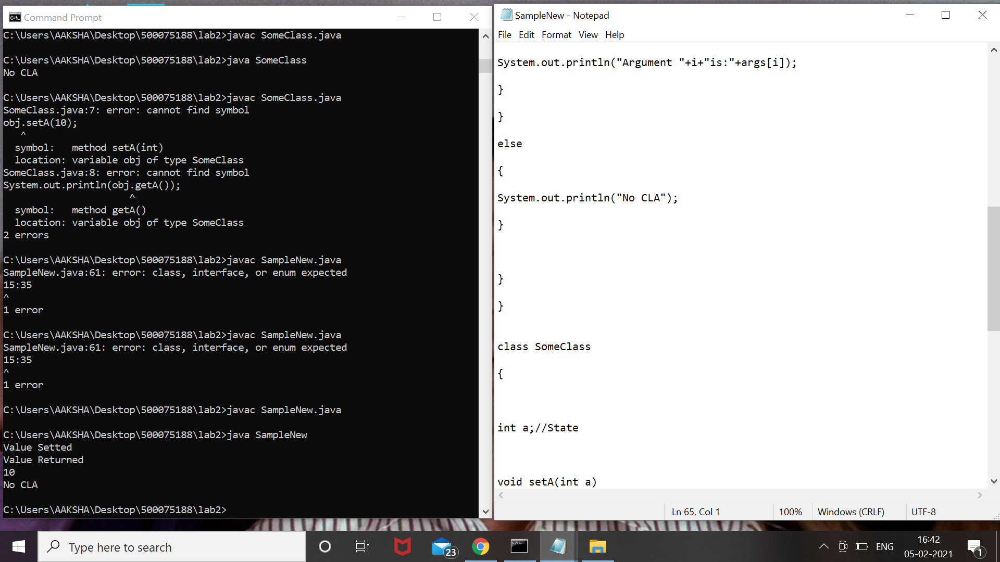 Command Prompt
C:\Users\AAKSHA\Desktop\500075188\lab2>javac SomeClass.java
C:\Users\AAKSHA\Desktop\500075188\lab2>java SomeClass
No CLA
C:\Users\AAKSHA\Desktop\500075188\lab2>javac SomeClass.java
SomeClass.java:7: error: cannot find symbol
obj.setA(10);
^
symbol:   method setA(int)
location: variable obj of type SomeClass
SomeClass.java:8: error: cannot find symbol
System.out.println(obj.getA());
^
symbol:   method getA()
location: variable obj of type SomeClass
2 errors
C:\Users\AAKSHA\Desktop\500075188\lab2>javac SampleNew.java
SampleNew.java:61: error: class, interface, or enum expected
15:35
^
1 error
C:\Users\AAKSHA\Desktop\500075188\lab2>javac SampleNew.java
SampleNew.java:61: error: class, interface, or enum expected
15:35
^
1 error
C:\Users\AAKSHA\Desktop\500075188\lab2>javac SampleNew.java
C:\Users\AAKSHA\Desktop\500075188\lab2>java SampleNew
Value Setted
Value Returned
10
No CLA
C:\Users\AAKSHA\Desktop\500075188\lab2>
SampleNew - Notepad
File Edit Format View Help
System.out.println("Argument "+i+"is:"+args[i]);
}
}
else
{
System.out.println("No CLA");
}
}
}
class SomeClass
{
int a;//State
void setA(int a)
Ln 65, Col 1 100% Windows (CRLF) UTF-8
Type here to search
23
ENG
16:42
05-02-2021
1